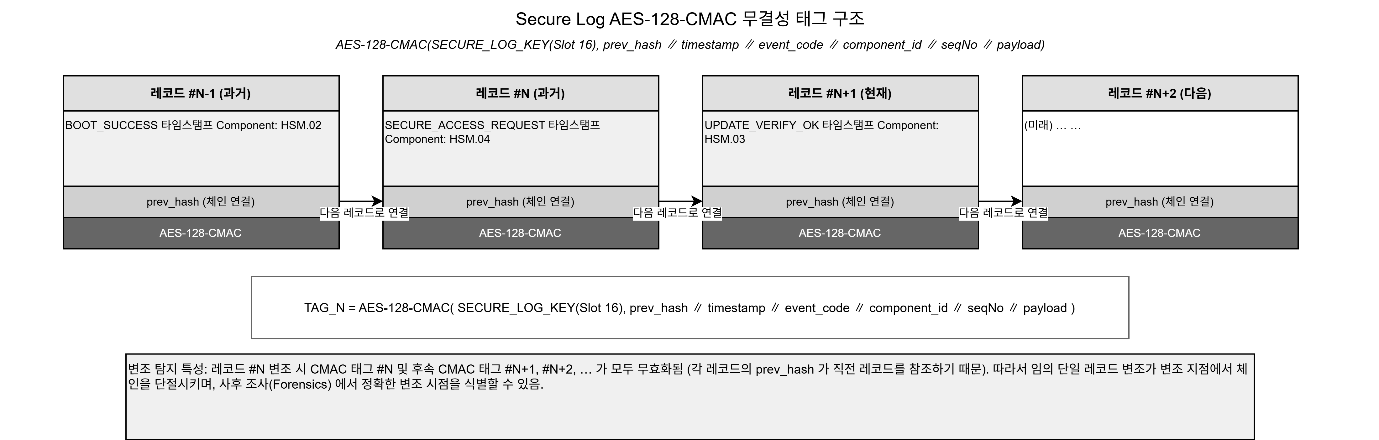 Secure Log AES-128-CMAC 무결성 태그 구조
AES-128-CMAC(SECURE_LOG_KEY(Slot 16), prev_hash // timestamp // event_code // component_id // seqNo // payload)
레코드 #N-1 (과거)
BOOT_SUCCESS 타임스탬프 Component: HSM.02
prev_hash (체인 연결)
AES-128-CMAC
다음 레코드로 연결
레코드 #N (과거)
SECURE_ACCESS_REQUEST 타임스탬프
Component: HSM.04
prev_hash (체인 연결)
AES-128-CMAC
다음 레코드로 연결
레코드 #N+1 (현재)
UPDATE_VERIFY_OK 타임스탬프 Component:
HSM.03
prev_hash (체인 연결)
AES-128-CMAC
다음 레코드로 연결
레코드 #N+2 (다음)
(미래) ... ...
prev_hash (체인 연결)
AES-128-CMAC
TAG_N = AES-128-CMAC( SECURE_LOG_KEY(Slot 16), prev_hash // timestamp // event_code // component_id // seqNo // payload )
변조 탐지 특성: 레코드 #N 변조 시 CMAC 태그 #N 및 후속 CMAC 태그 #N+1, #N+2, ... 가 모두 무효화됨 (각 레코드의 prev_hash 가 직전 레코드를 참조하기 때문). 따라서 임의 단일 레코드 변조가 변조 지점에서 체
인을 단절시키며, 사후 조사(Forensics) 에서 정확한 변조 시점을 식별할 수 있음.